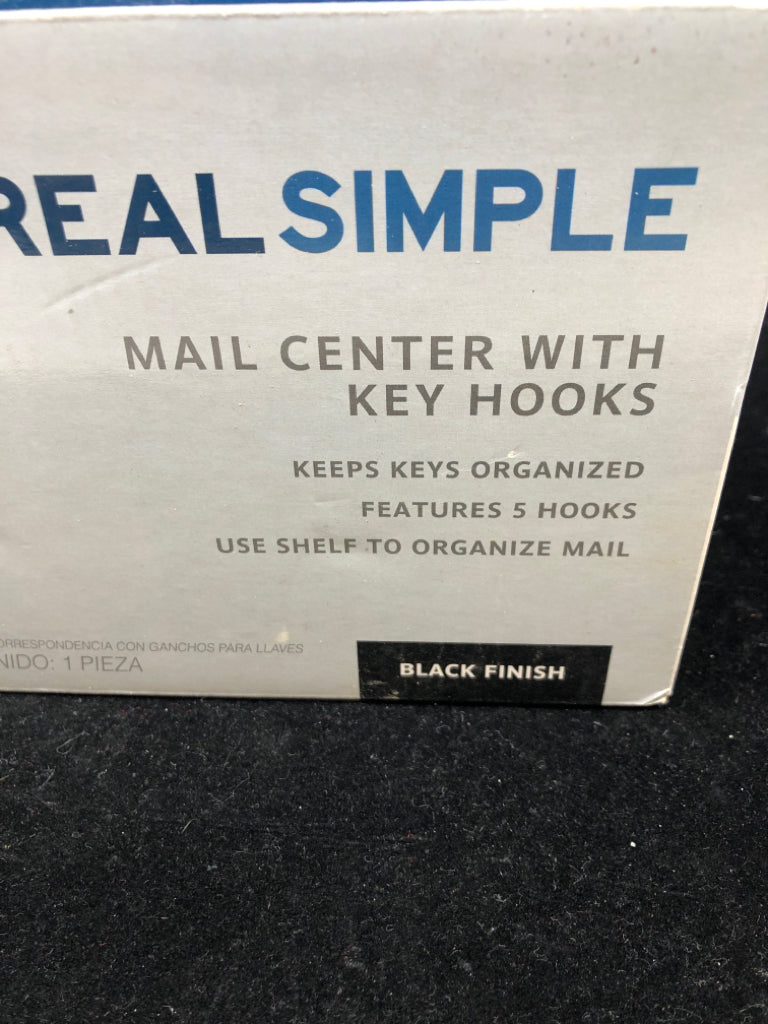 REAL SIMPLE
MAIL CENTER WITH
KEY HOOKS
KEEPS KEYS ORGANIZED
FEATURES 5 HOOKS
USE SHELF TO ORGANIZE MAIL
ORRESPONDENCIA CON GANCHOS PARA LLAVES
NIDO: 1 PIEZA
BLACK FINISH